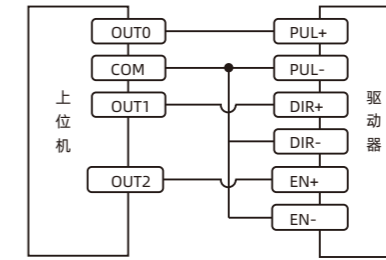 OUT0 PUL+
COM PUL-
OUT1 DIR+
上位机 驱动器
DIR-
OUT2 EN+
EN-